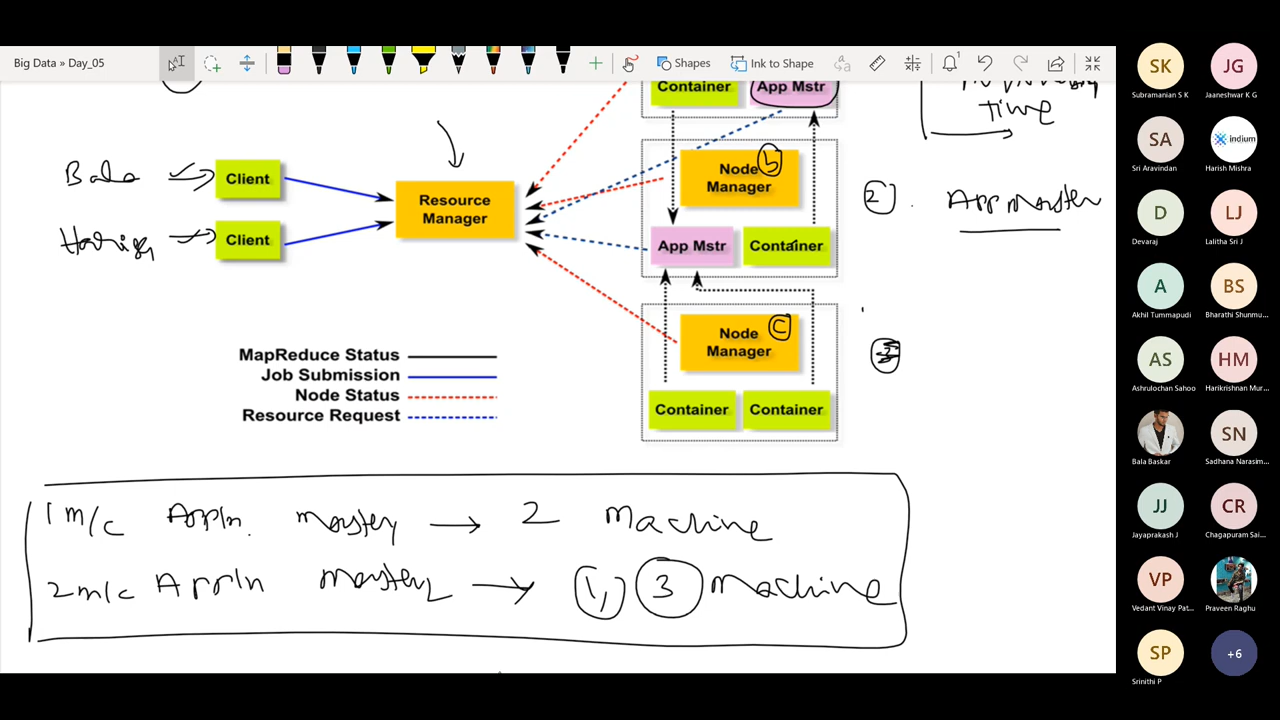 Big Data » Day_05
Shapes
Ink to Shape
Container
App Mstr
time
Bala
Client
Client
Resource
Manager
Node
Manager
b
App Mstr
Container
2
App Master
Node
Manager
C
Container
Container
3
MapReduce Status
Job Submission
Node Status
Resource Request
1 m/c Appln. master → 2 Machine
2 m/c Appln master → 1, 3 Machine
SK
Subramanian S K
JG
Jaaneshwar K G
SA
Sri Aravindan
indium
Harish Mishra
D
Devaraj
LJ
Lalitha Sri J
A
Akhil Tummapudi
BS
Bharathi Shunmu...
AS
Ashrulochan Sahoo
HM
Harikrishnan Mur...
Bala Baskar
SN
Sadhana Narasim...
JJ
Jayaprakash J
CR
Chagapuram Sai...
VP
Vedant Vinay Pat...
Praveen Raghu
SP
Srinithi P
+6